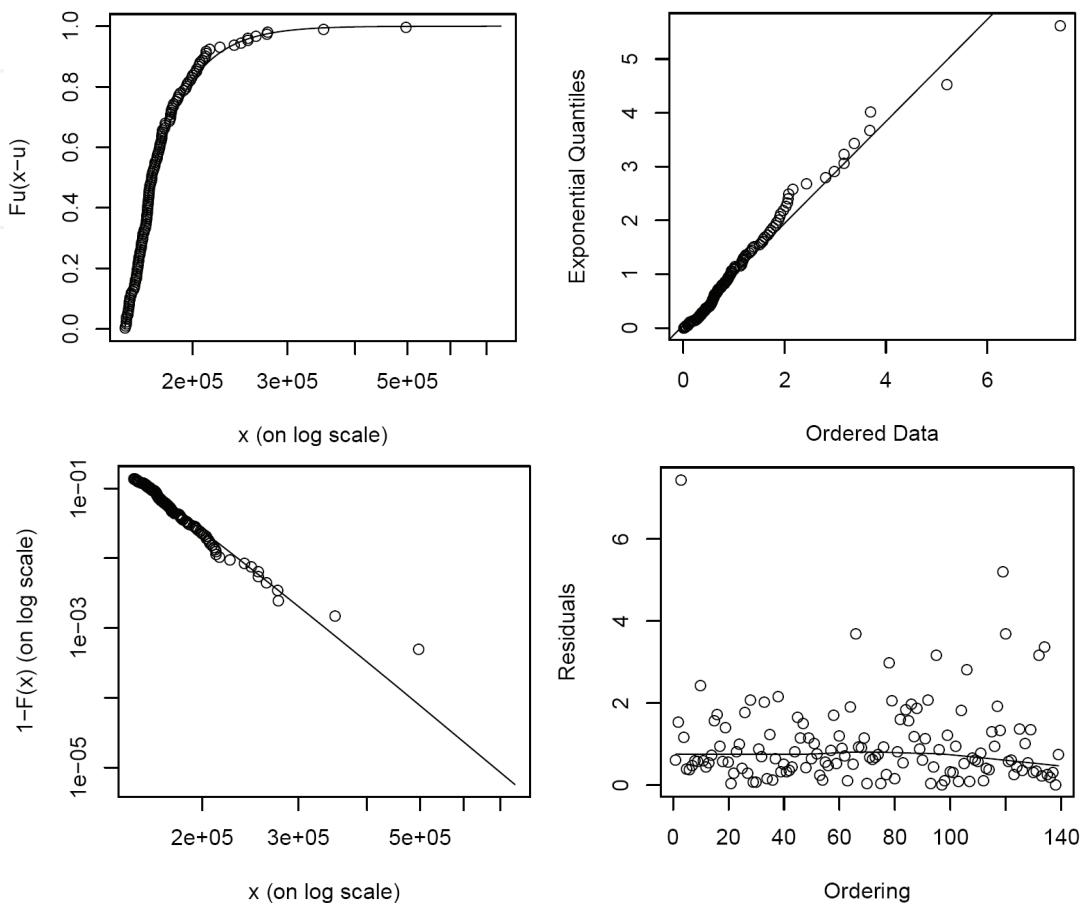 Fu(x−u)
0.0 0.2 0.4 0.6 0.8 1.0
2e+05 3e+05 5e+05
x (on log scale)
Exponential Quantiles
0 1 2 3 4 5
0 2 4 6
Ordered Data
1−F(x) (on log scale)
1e−05 1e−03 1e−01
2e+05 3e+05 5e+05
x (on log scale)
Residuals
0 2 4 6
0 20 40 60 80 100 120 140
Ordering